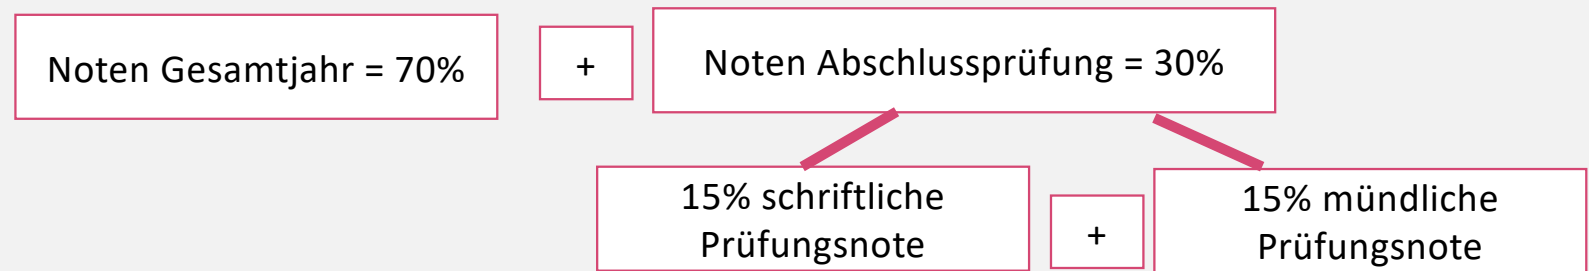 Noten Gesamtjahr = 70%
+
Noten Abschlussprüfung = 30%
15% schriftliche
Prüfungsnote
+
15% mündliche
Prüfungsnote